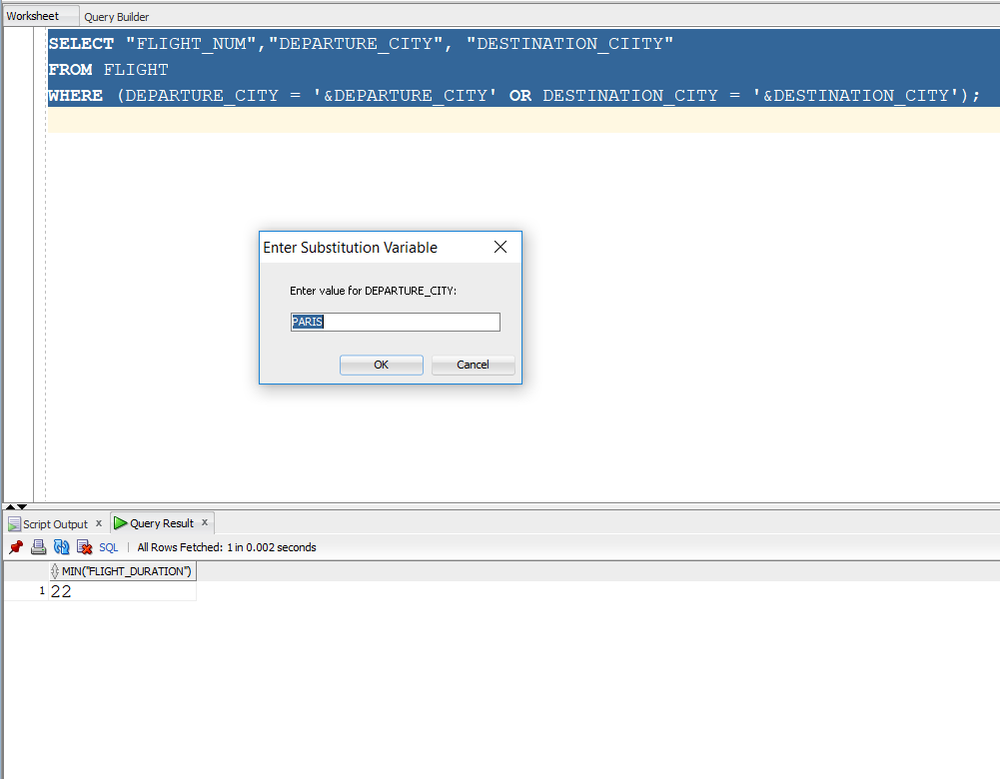 Worksheet Query Builder
SELECT "FLIGHT_NUM","DEPARTURE_CITY", "DESTINATION_CIITY"
FROM FLIGHT
WHERE (DEPARTURE_CITY = '&DEPARTURE_CITY' OR DESTINATION_CITY = '&DESTINATION_CITY');
Enter Substitution Variable
Enter value for DEPARTURE_CITY:
PARIS
OK Cancel
Script Output x Query Result x
SQL | All Rows Fetched: 1 in 0.002 seconds
MIN("FLIGHT_DURATION")
1 22